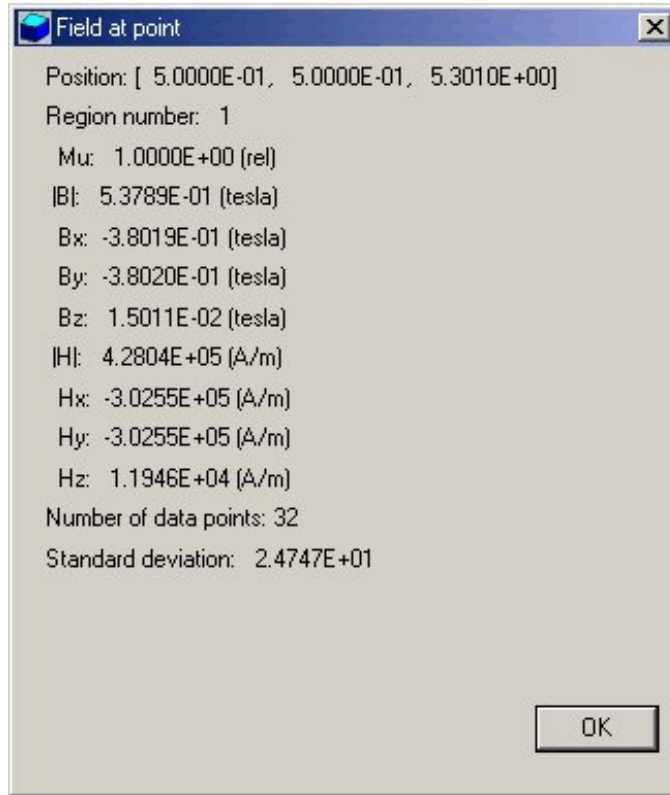 Field at point
Position: [ 5.0000E-01, 5.0000E-01, 5.3010E+00]
Region number: 1
Mu: 1.0000E+00 (rel)
|B|: 5.3789E-01 (tesla)
Bx: -3.8019E-01 (tesla)
By: -3.8020E-01 (tesla)
Bz: 1.5011E-02 (tesla)
|H|: 4.2804E+05 (A/m)
Hx: -3.0255E+05 (A/m)
Hy: -3.0255E+05 (A/m)
Hz: 1.1946E+04 (A/m)
Number of data points: 32
Standard deviation: 2.4747E+01
OK